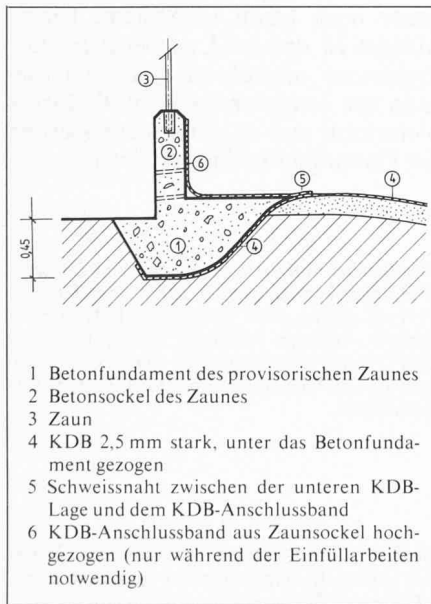 3
2
6
5
4
0,45
1
4
1 Betonfundament des provisorischen Zaunes
2 Betonsockel des Zaunes
3 Zaun
4 KDB 2,5 mm stark, unter das Betonfunda-
ment gezogen
5 Schweissnaht zwischen der unteren KDB-
Lage und dem KDB-Anschlussband
6 KDB-Anschlussband aus Zaunsockel hoch-
gezogen (nur während der Einfüllarbeiten
notwendig)